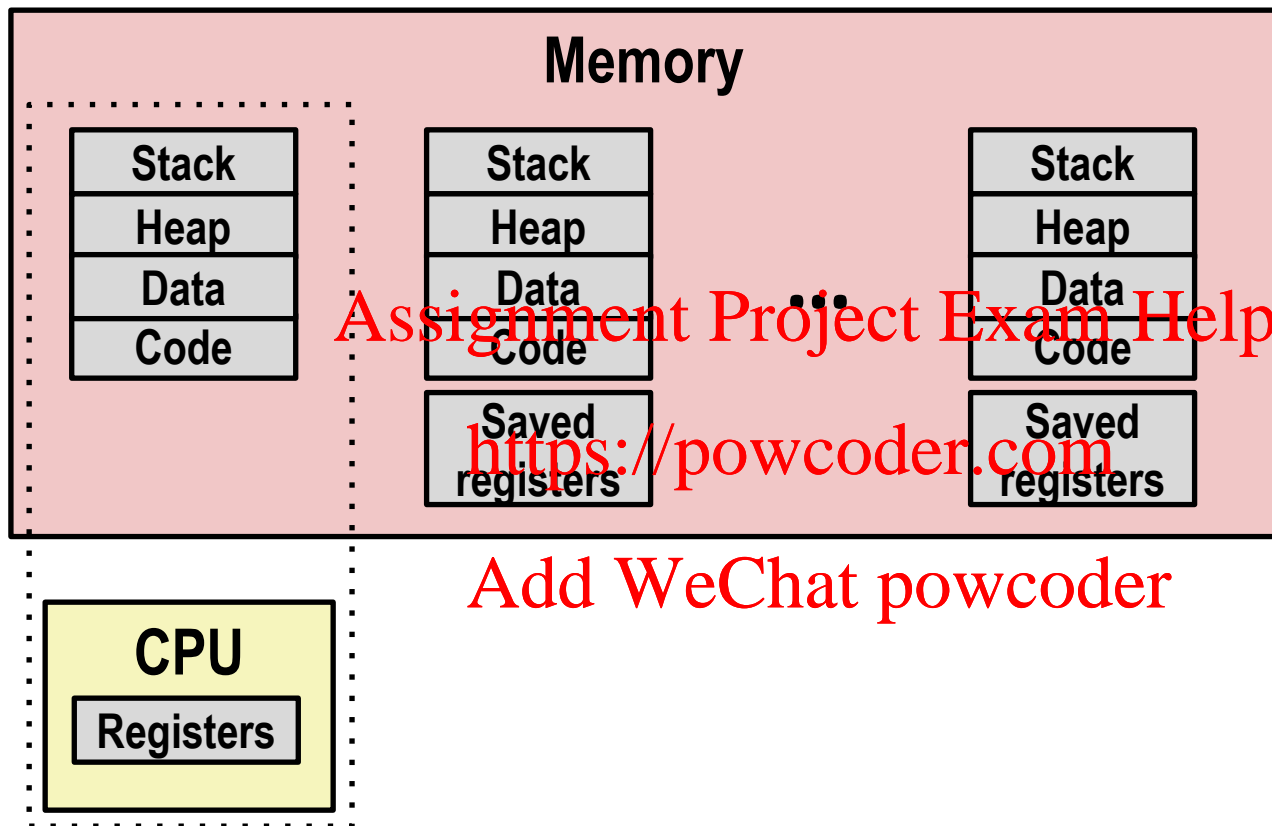 Memory
Stack
Heap
Data
Code
Stack
Heap
Data
Code
Saved
registers
...
Stack
Heap
Data
Code
Saved
registers
Assignment Project Exam Help
https://powcoder.com
Add WeChat powcoder
CPU
Registers